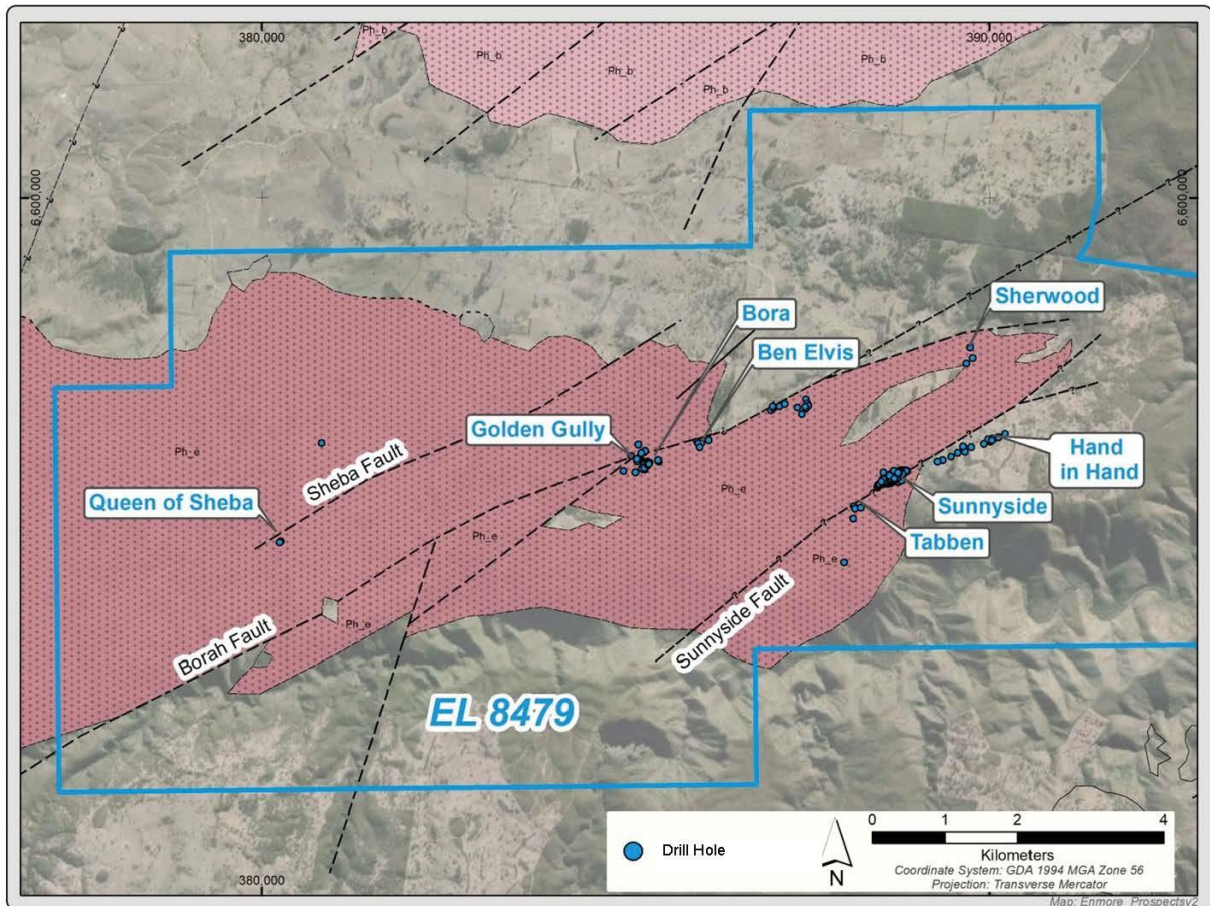 380,000
390,000
Ph_b
Ph_b
Ph_b
Ph_b
Ph_b
6,600,000
6,600,000
Sherwood
Bora
Ben Elvis
Golden Gully
Ph_e
Sheba Fault
Queen of Sheba
Hand
in Hand
Sunnyside
Tabben
Ph_e
Ph_e
Ph_e
Ph_e
Borah Fault
Sunnyside Fault
EL 8479
Drill Hole
N
0 1 2 4
Kilometers
Coordinate System: GDA 1994 MGA Zone 56
Projection: Transverse Mercator
380,000
Map: Enmore_Prospectsv2